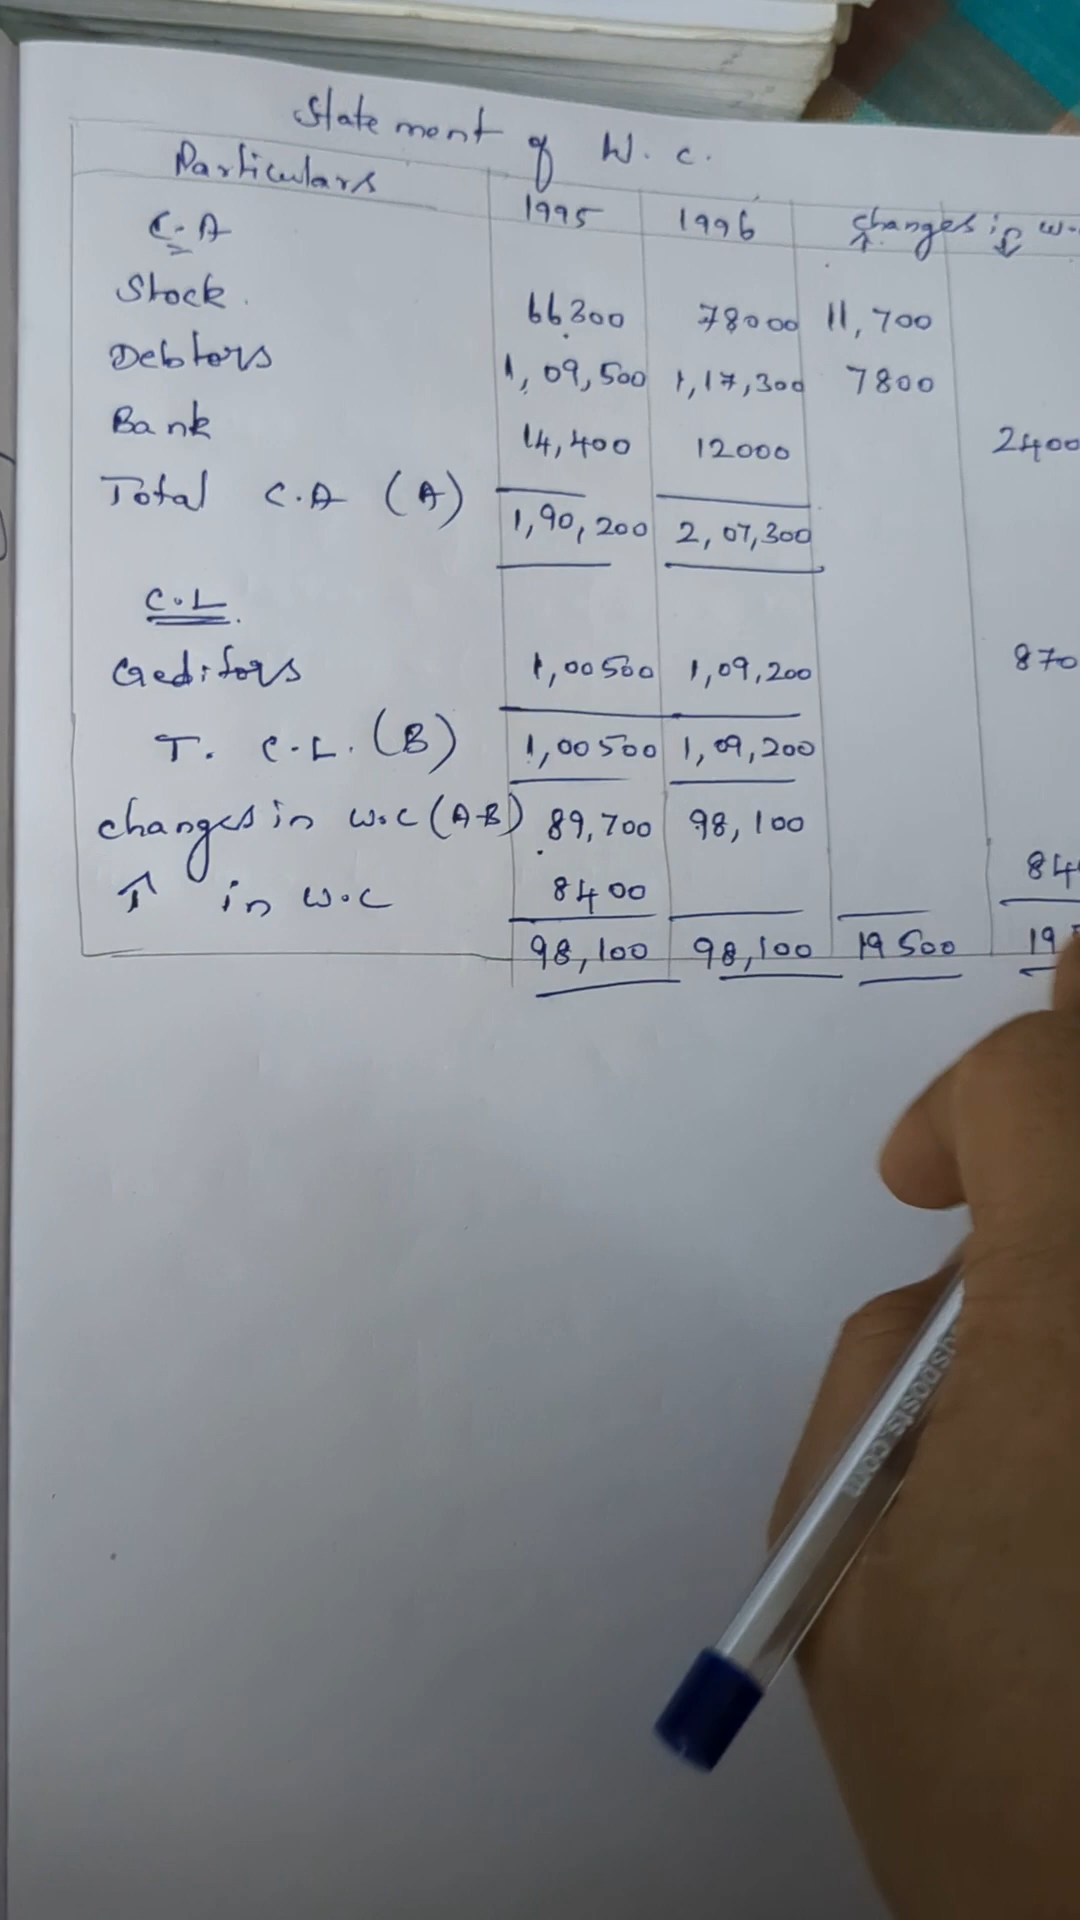 Statement of W.C.
Particulars 1995 1996 changes in W.
↑ ↓
C.A
Stock. 66300 78000 11,700
Debtors 1,09,500 1,17,300 7800
Bank 14,400 12000 2400
Total C.A (A) 1,90,200 2,07,300
C.L.
Creditors 1,00500 1,09,200 870
T. C.L. (B) 1,00500 1,09,200
changes in W.C (A-B) 89,700 98,100
↑ in W.C 8400 84
98,100 98,100 19500 19
usposts.com